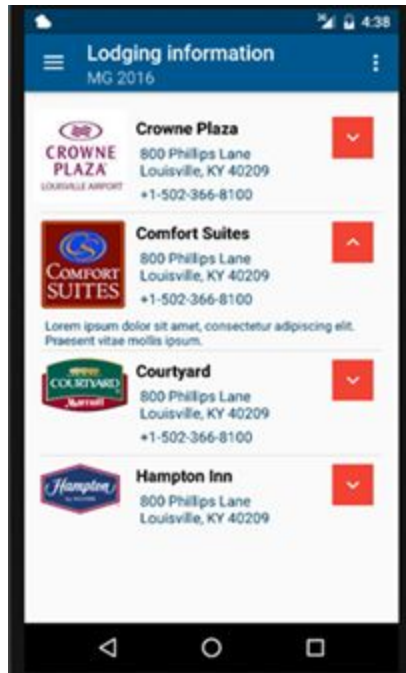 4:38
Lodging information
MG 2016
CROWNE
PLAZA
LOUISVILLE AIRPORT
Crowne Plaza
800 Phillips Lane
Louisville, KY 40209
+1-502-366-8100
CS
COMFORT
SUITES
Comfort Suites
800 Phillips Lane
Louisville, KY 40209
+1-502-366-8100
Lorem ipsum dolor sit amet, consectetur adipiscing elit.
Praesent vitae mollis ipsum.
COURTYARD
Marriott
Courtyard
800 Phillips Lane
Louisville, KY 40209
+1-502-366-8100
Hampton
Hampton Inn
800 Phillips Lane
Louisville, KY 40209